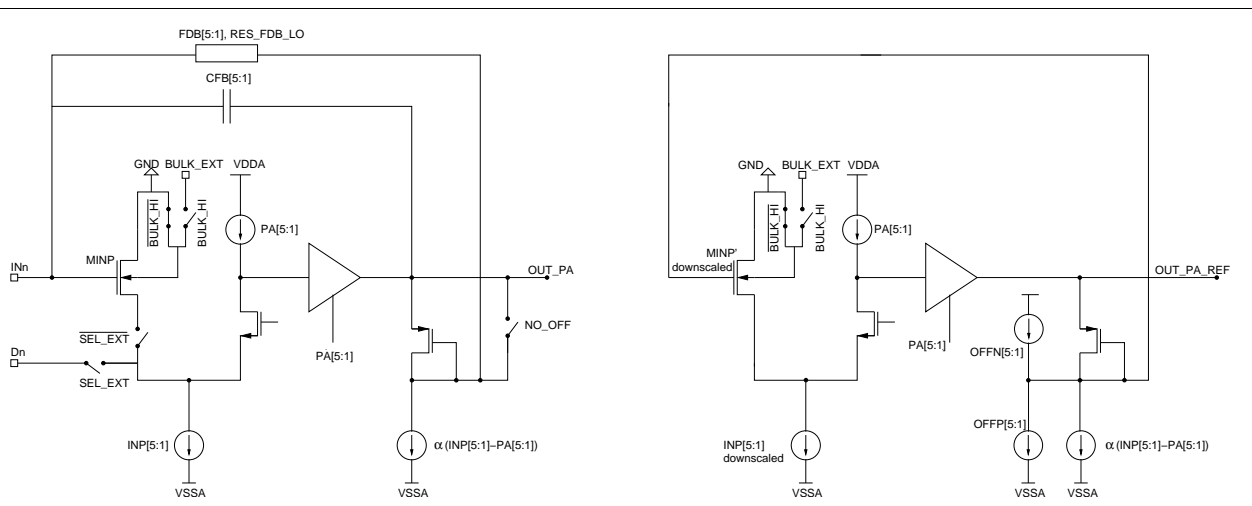 FDB[5:1], RES_FDB_LO
CFB[5:1]
GND
BULK_EXT
VDDA
BULK_HI
BULK_HI
PA[5:1]
MINP
INn
OUT_PA
SEL_EXT
NO_OFF
PA[5:1]
Dn
SEL_EXT
INP[5:1]
α(INP[5:1]−PA[5:1])
VSSA
VSSA
GND
BULK_EXT
VDDA
BULK_HI
BULK_HI
PA[5:1]
MINP'
downscaled
OUT_PA_REF
PA[5:1]
OFFN[5:1]
OFFP[5:1]
INP[5:1]
downscaled
α(INP[5:1]−PA[5:1])
VSSA
VSSA
VSSA